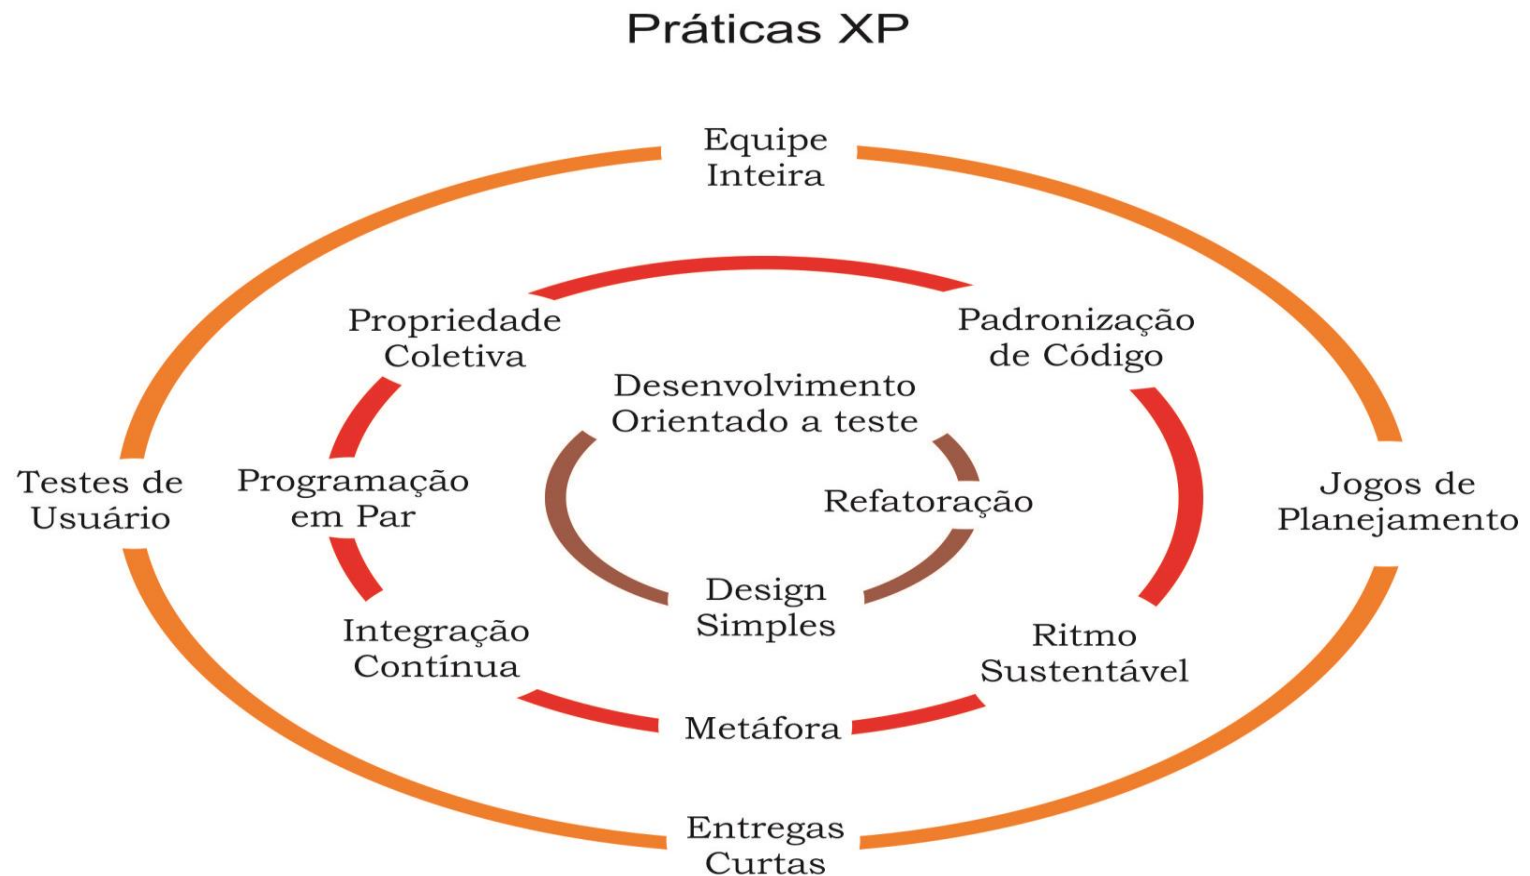 Práticas XP
Equipe
Inteira
Propriedade
Coletiva
Padronização
de Código
Desenvolvimento
Orientado a teste
Testes de
Usuário
Programação
em Par
Refatoração
Jogos de
Planejamento
Design
Simples
Integração
Contínua
Ritmo
Sustentável
Metáfora
Entregas
Curtas